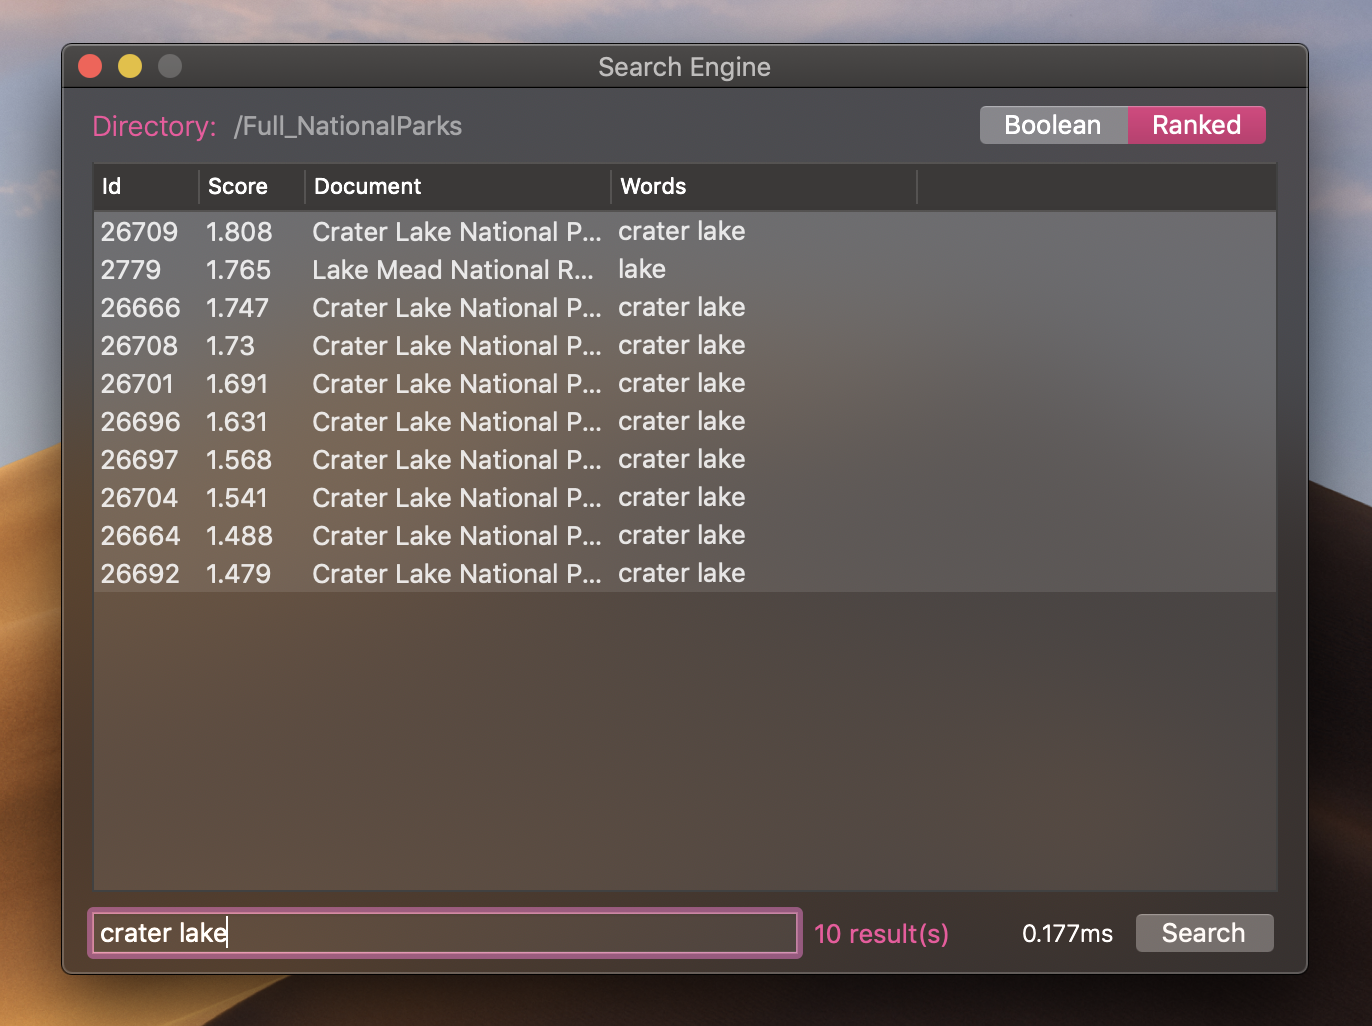 Search Engine
Directory: /Full_NationalParks Boolean Ranked
Id Score Document Words
26709 1.808 Crater Lake National P... crater lake
2779 1.765 Lake Mead National R... lake
26666 1.747 Crater Lake National P... crater lake
26708 1.73 Crater Lake National P... crater lake
26701 1.691 Crater Lake National P... crater lake
26696 1.631 Crater Lake National P... crater lake
26697 1.568 Crater Lake National P... crater lake
26704 1.541 Crater Lake National P... crater lake
26664 1.488 Crater Lake National P... crater lake
26692 1.479 Crater Lake National P... crater lake
crater lake 10 result(s) 0.177ms Search